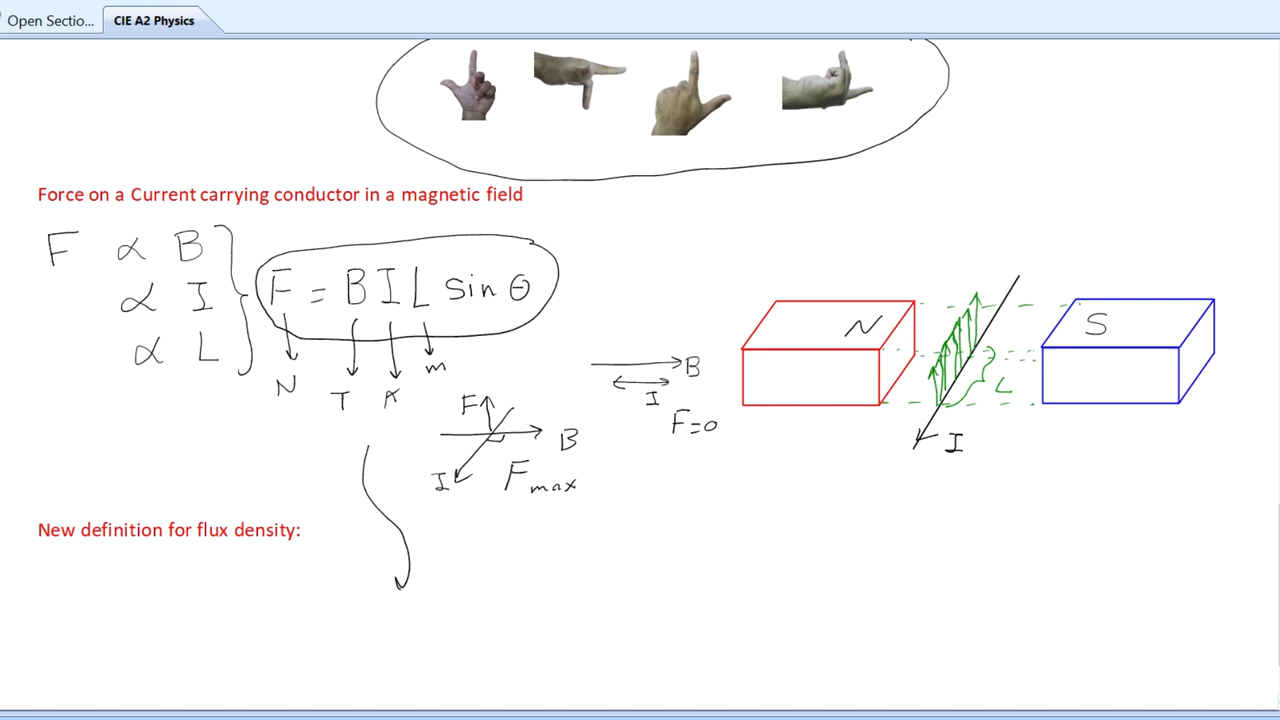 Open Sectio... CIE A2 Physics
Force on a Current carrying conductor in a magnetic field
F ∝ B
∝ I
∝ L
F = B I L sin θ
N T A m
B
I
F=0
F
B
I
F max
N
S
L
I
New definition for flux density: